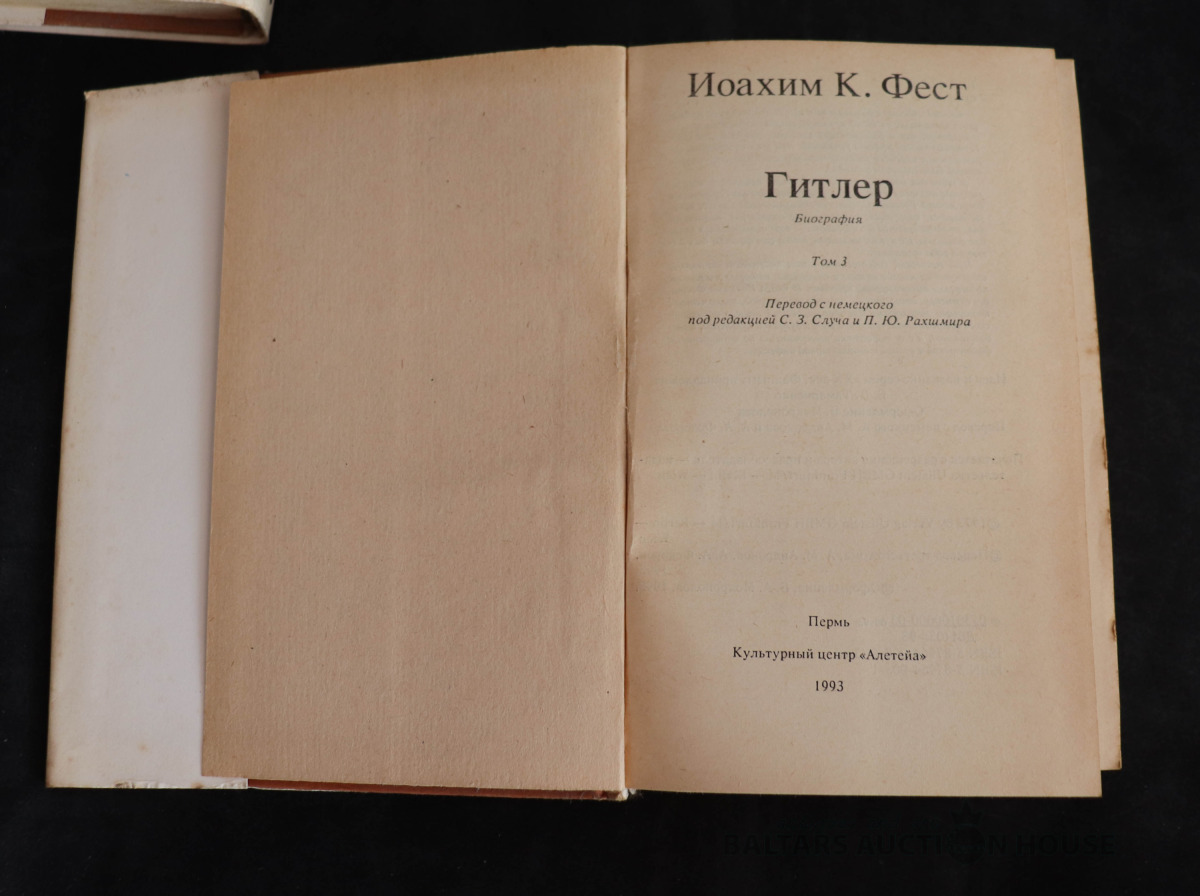 Иоахим К. Фест
Гитлер
Биография
Том 3
Перевод с немецкого
под редакцией С. З. Случа и П. Ю. Рахшмира
Пермь
Культурный центр «Алетейа»
1993
BALTARS AUCTION HOUSE